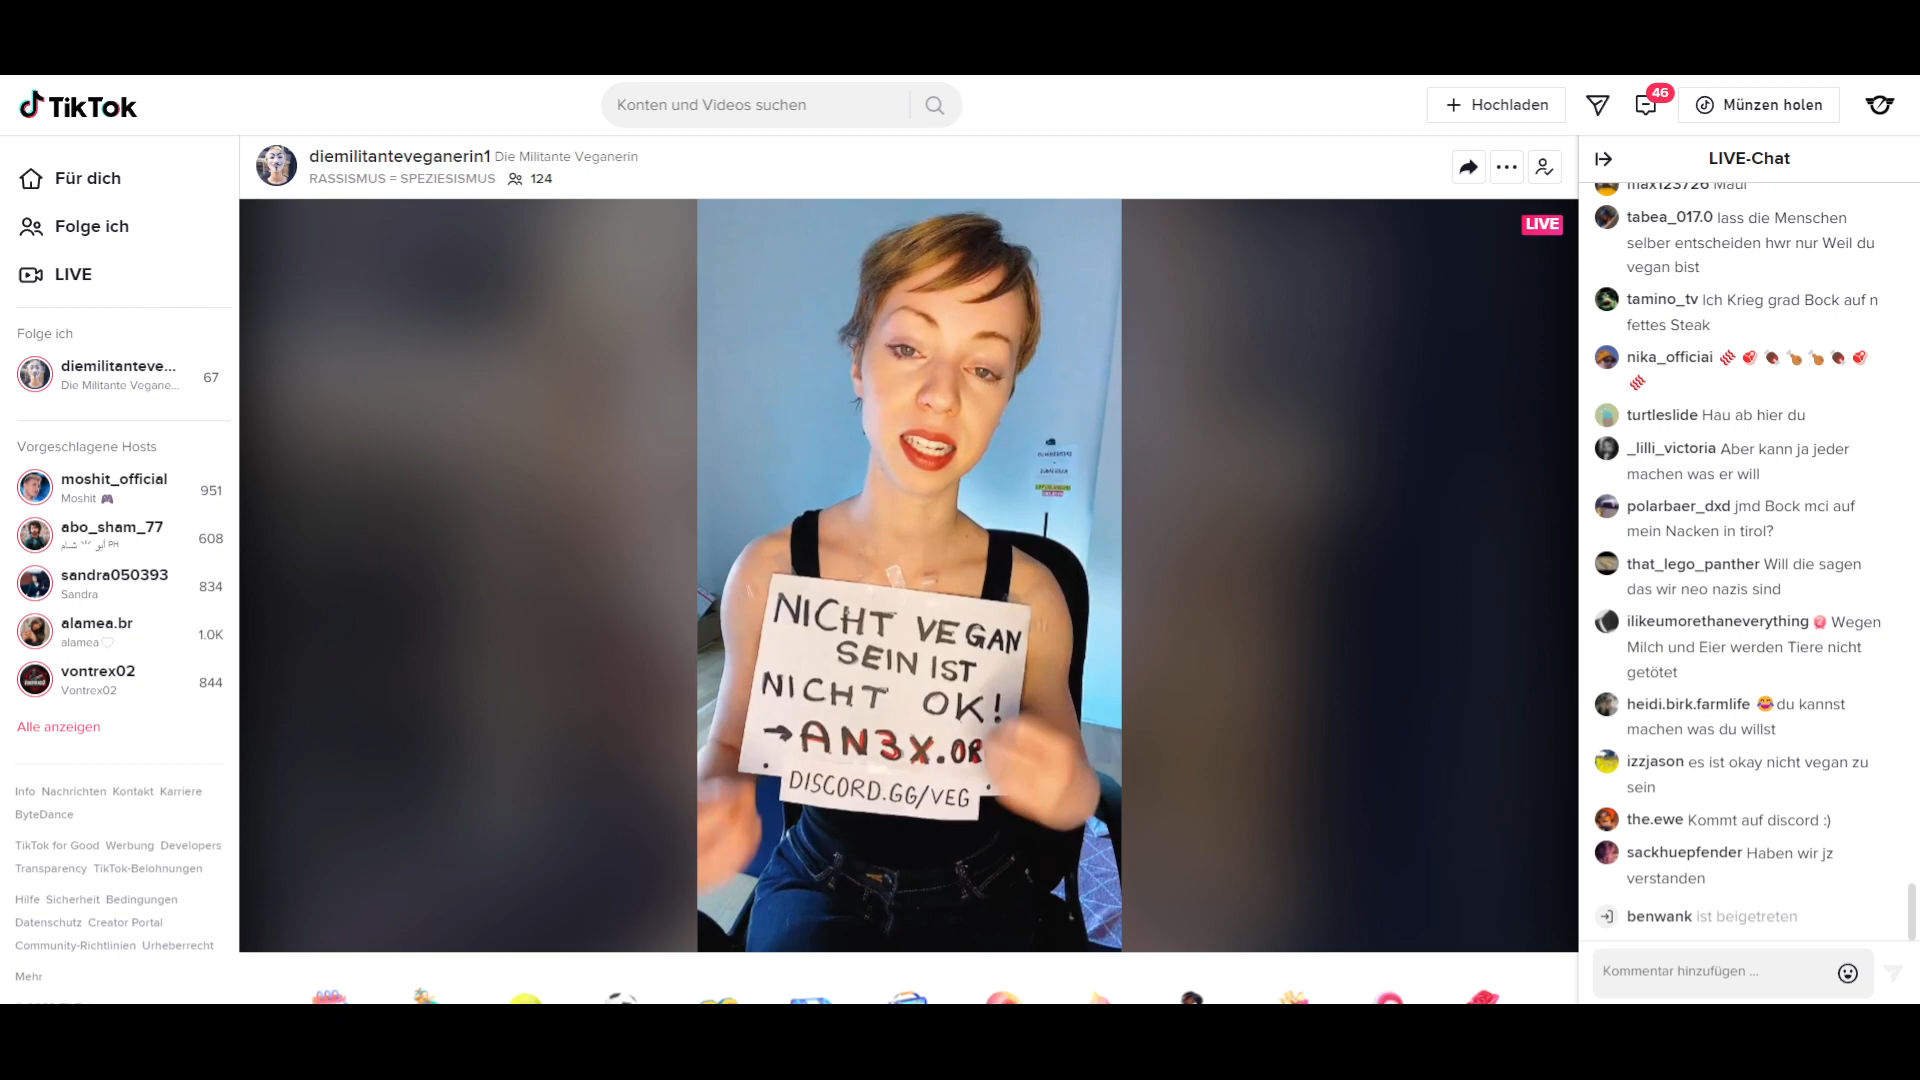 TikTok
Konten und Videos suchen
Hochladen
46
Münzen holen
Für dich
Folge ich
LIVE
Folge ich
diemilitanteve...
Die Militante Vegane...
67
Vorgeschlagene Hosts
moshit_official
Moshit
951
abo_sham_77
608
sandra050393
Sandra
834
alamea.br
alamea
1.0K
vontrex02
Vontrex02
844
Alle anzeigen
Info Nachrichten Kontakt Karriere
ByteDance
TikTok for Good Werbung Developers
Transparency TikTok-Belohnungen
Hilfe Sicherheit Bedingungen
Datenschutz Creator Portal
Community-Richtlinien Urheberrecht
Mehr
diemilitanteveganerin1 Die Militante Veganerin
RASSISMUS = SPEZIESISMUS 124
LIVE
NICHT VEGAN
SEIN IST
NICHT OK!
→AN3X.OR
DISCORD.GG/VEG
LIVE-Chat
max123726 Maul
tabea_017.0 lass die Menschen
selber entscheiden hwr nur Weil du
vegan bist
tamino_tv Ich Krieg grad Bock auf n
fettes Steak
nika_officiai
turtleslide Hau ab hier du
_lilli_victoria Aber kann ja jeder
machen was er will
polarbaer_dxd jmd Bock mci auf
mein Nacken in tirol?
that_lego_panther Will die sagen
das wir neo nazis sind
ilikeumorethaneverything Wegen
Milch und Eier werden Tiere nicht
getötet
heidi.birk.farmlife du kannst
machen was du willst
izzjason es ist okay nicht vegan zu
sein
the.ewe Kommt auf discord :)
sackhuepfender Haben wir jz
verstanden
benwank ist beigetreten
Kommentar hinzufügen ...